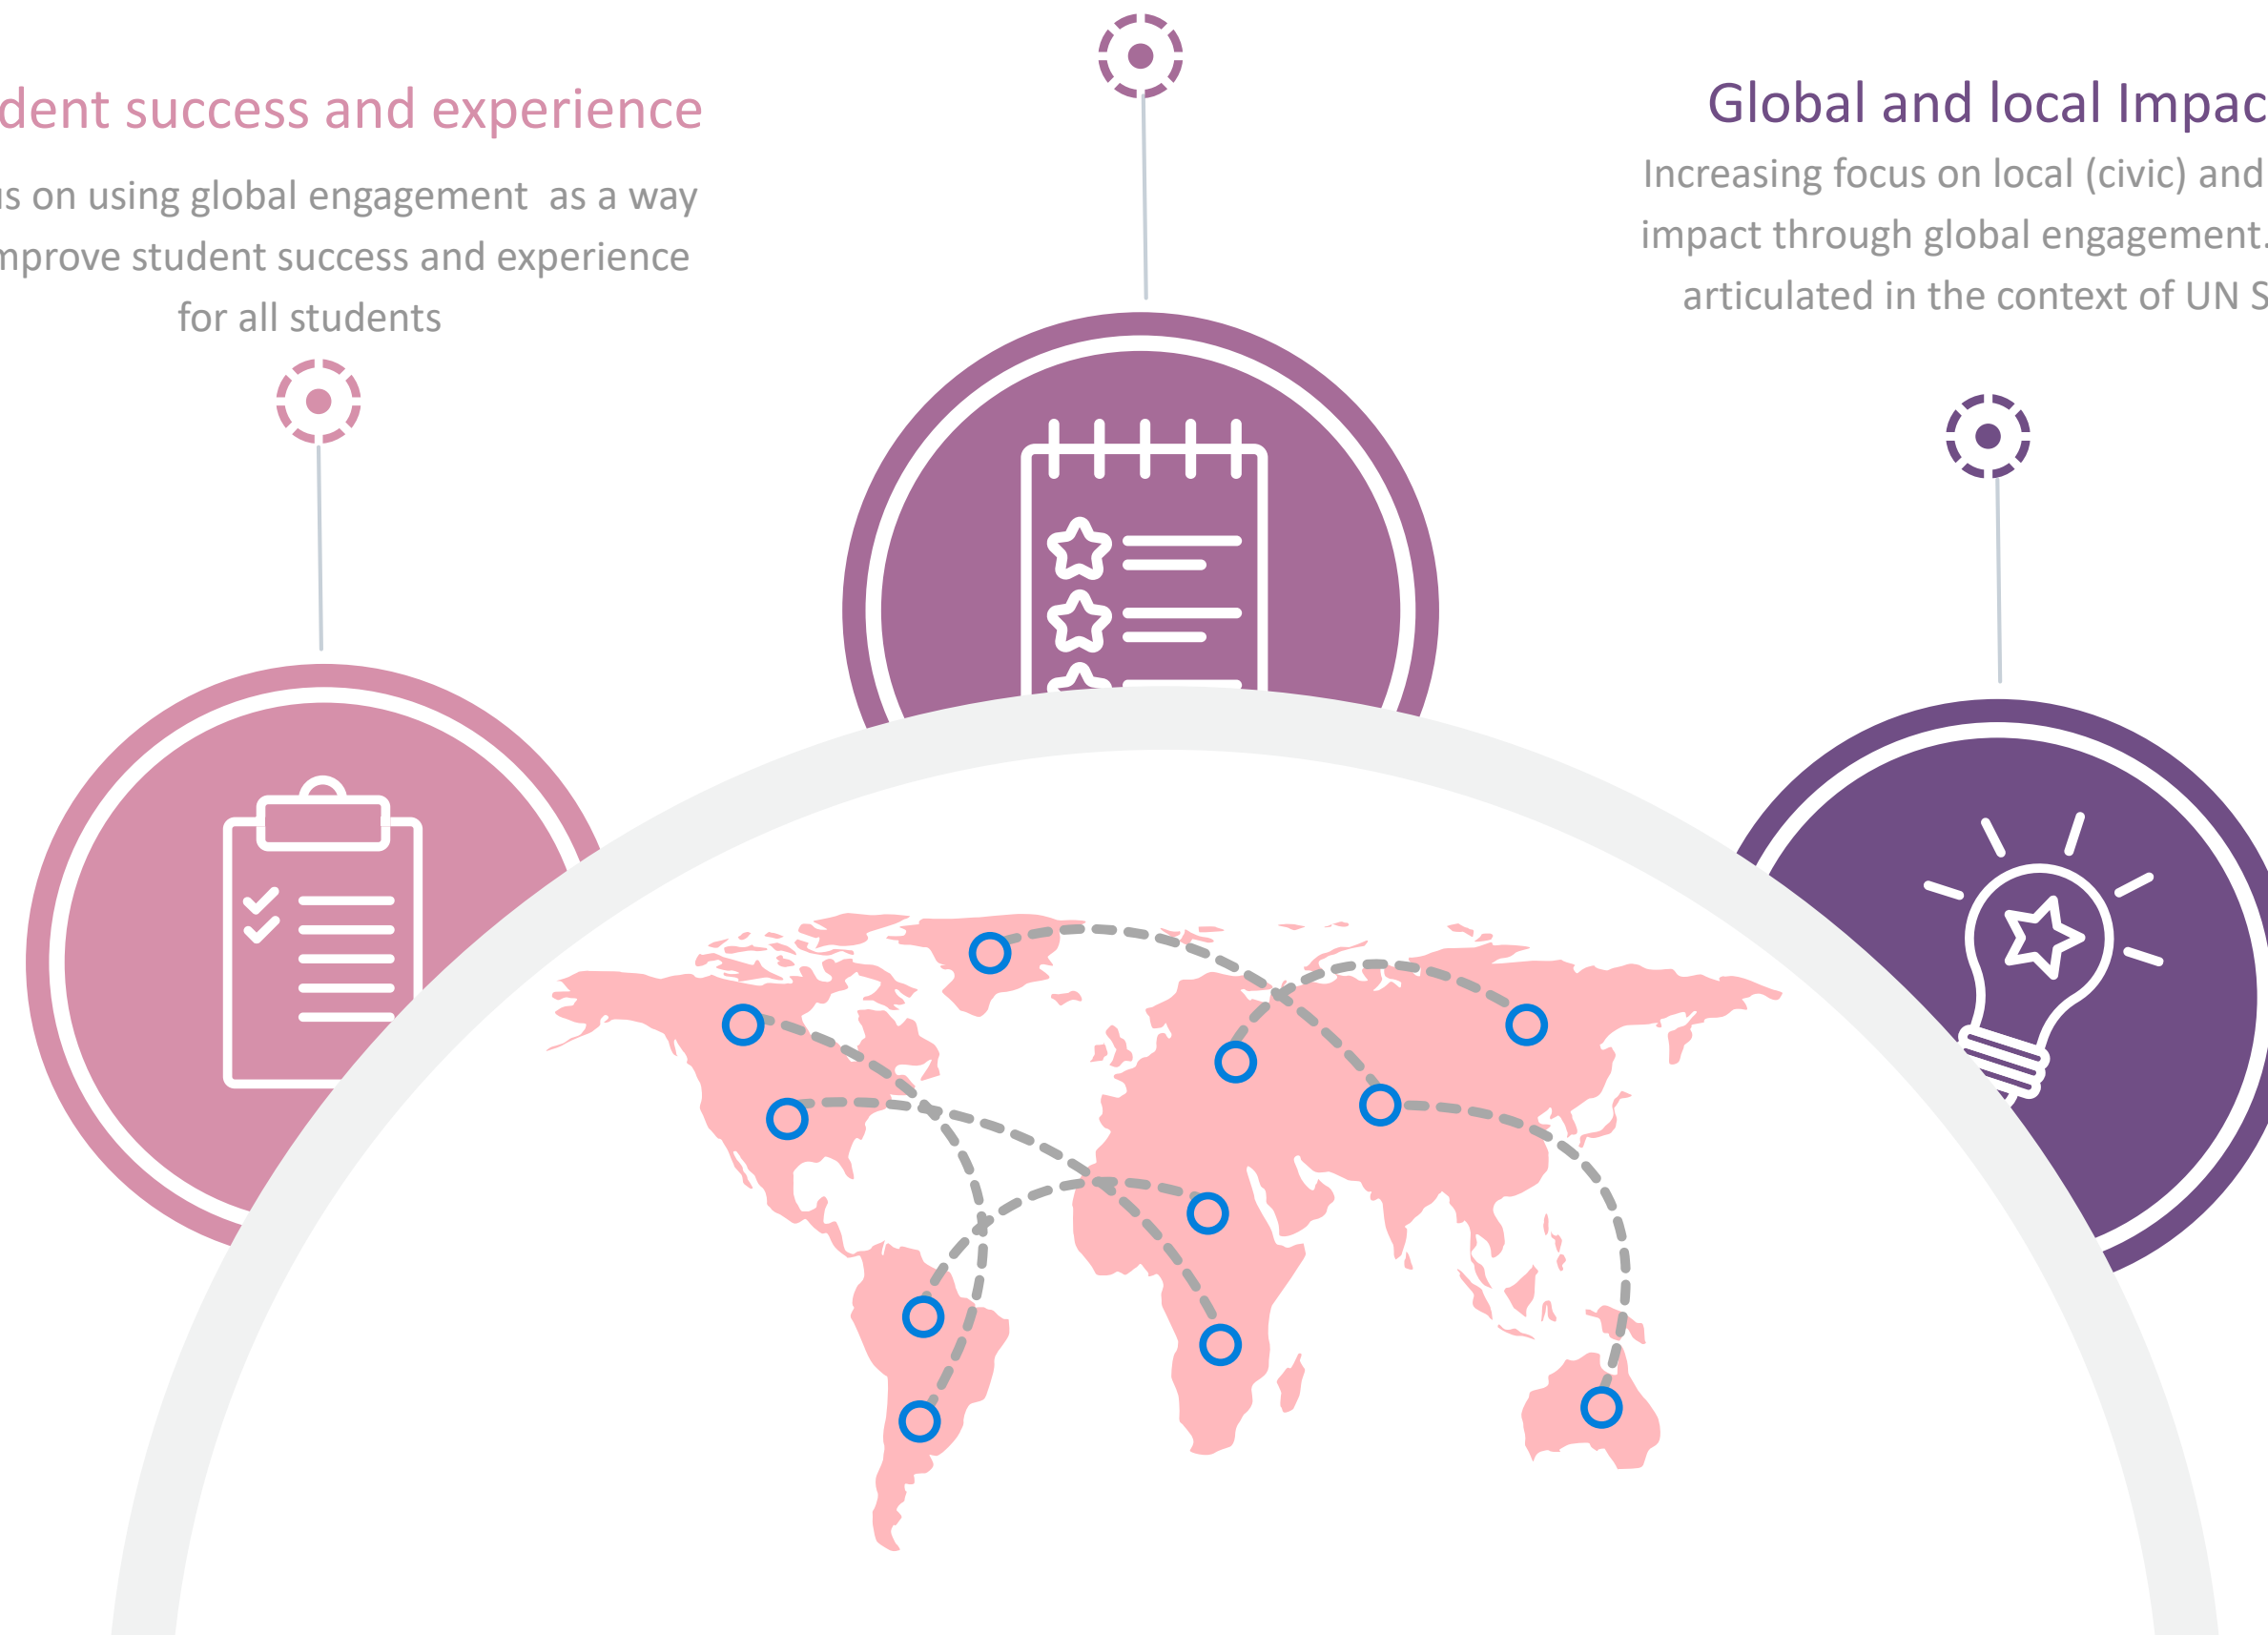 dent success and experience
s on using global engagement as a way
mprove student success and experience
for all students
Global and local Impac
Increasing focus on local (civic) and
impact through global engagement.
articulated in the context of UN S